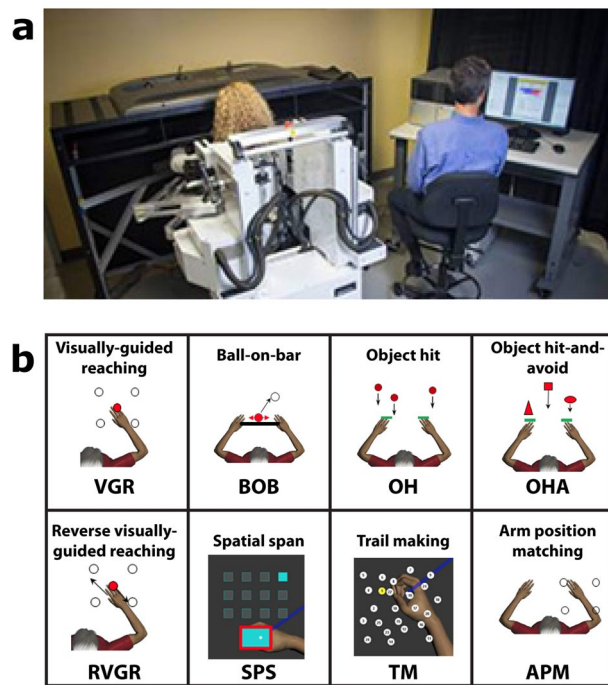 a
b
Visually-guided
reaching
VGR
Ball-on-bar
BOB
Object hit
OH
Object hit-and-
avoid
OHA
Reverse visually-
guided reaching
RVGR
Spatial span
SPS
Trail making
TM
Arm position
matching
APM